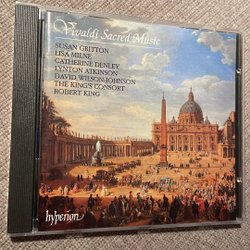 Vivaldi Sacred Music
SUSAN GRITTON
LISA MILNE
CATHERINE DENLEY
LYNTON ATKINSON
DAVID WILSON-JOHNSON
THE KING'S CONSORT
ROBERT KING
hyperion